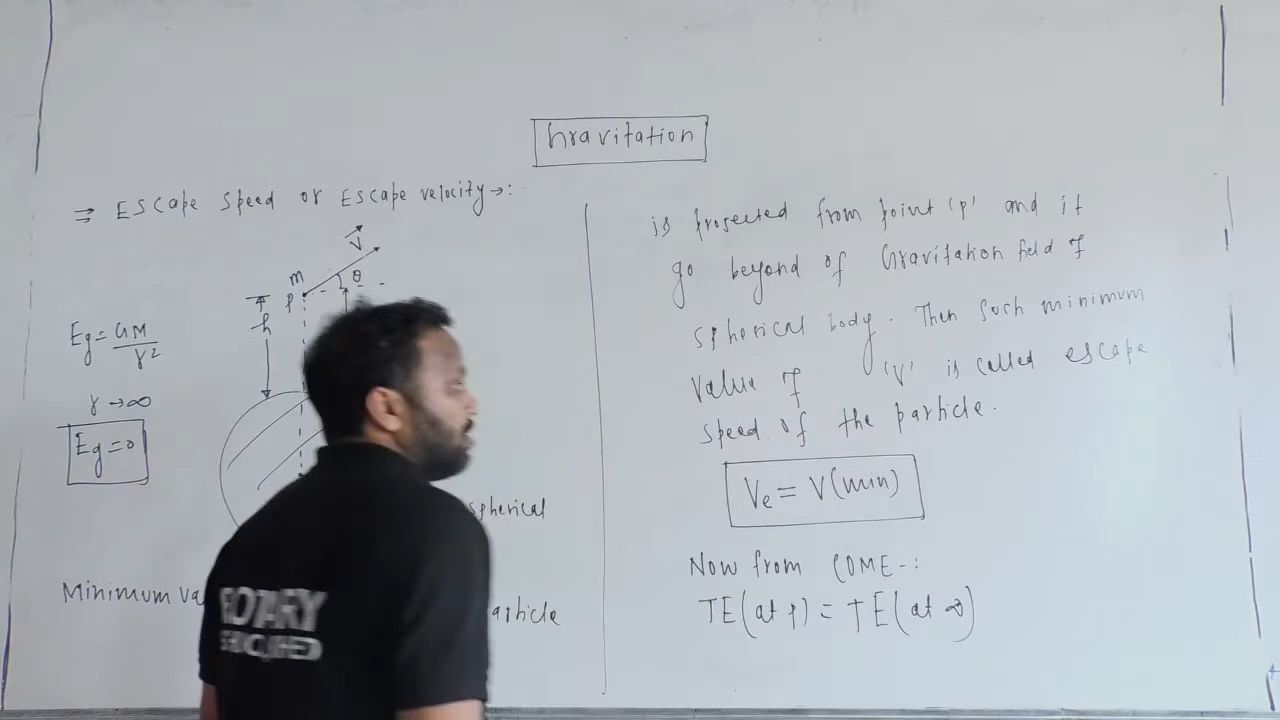 Gravitation
⇒ Escape Speed or Escape velocity →:
V
m
θ
P
h
Eg = GM/r²
r → ∞
Eg = 0
spherical
Minimum Va
article
is projected from point 'p' and it
go beyond of Gravitation field of
spherical body. Then such minimum
value of 'V' is called escape
speed of the particle.
Ve = V(min)
Now from COME -:
TE(at P) = TE(at ∞)
ROTARY